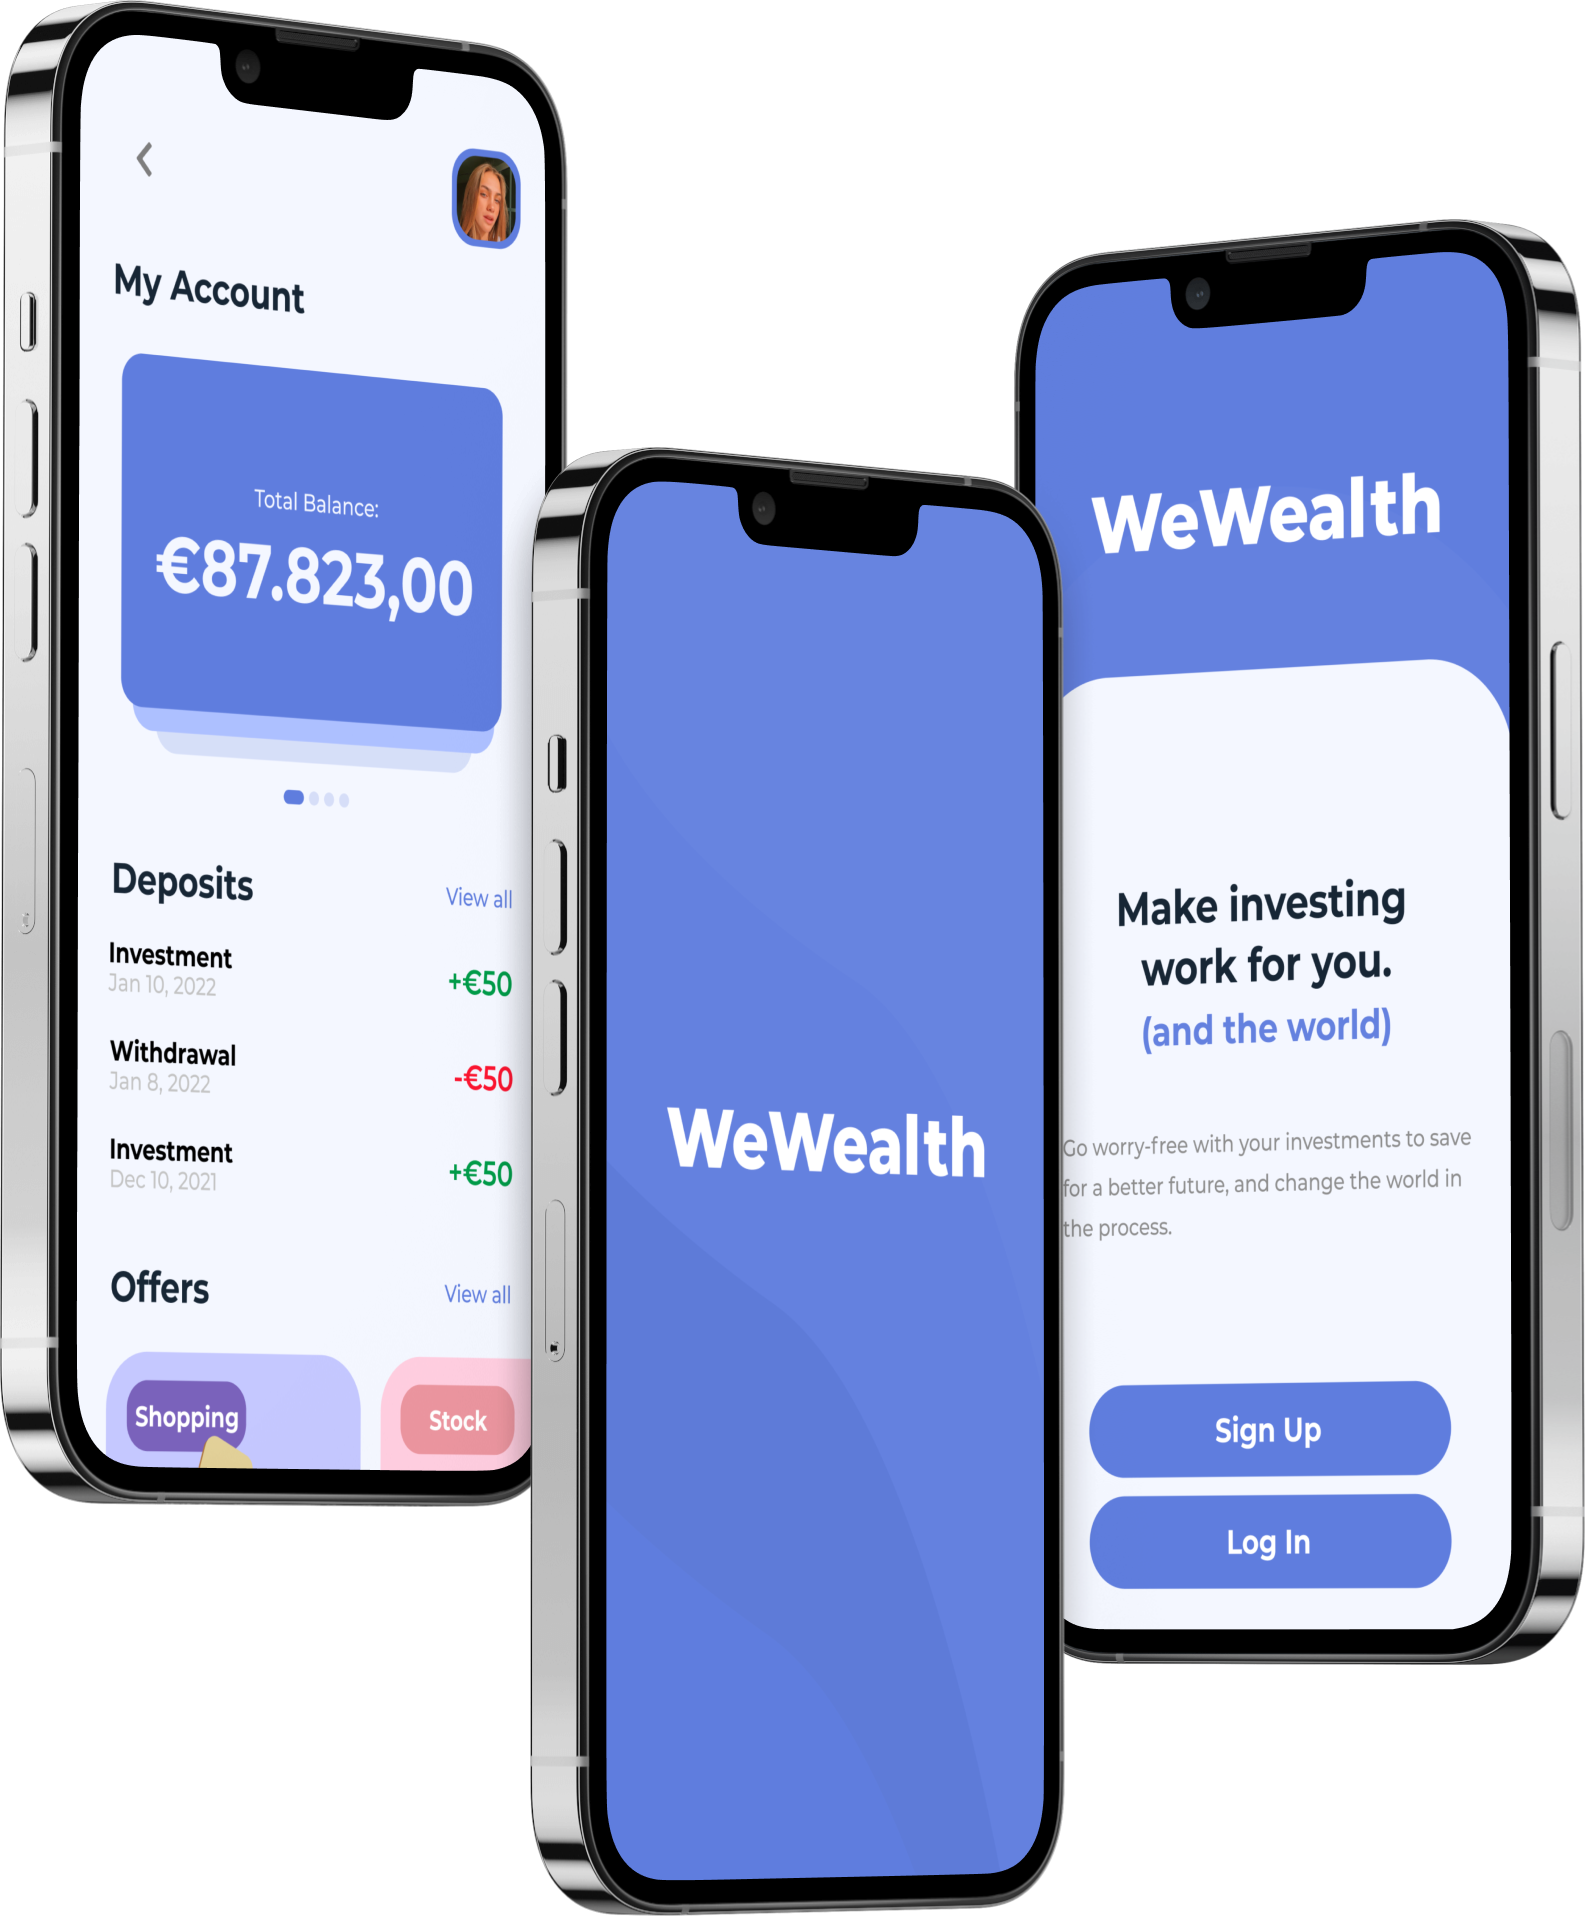 My Account
Total Balance:
€87.823,00
Deposits
View all
Investment
Jan 10, 2022
+€50
Withdrawal
Jan 8, 2022
-€50
Investment
Dec 10, 2021
+€50
Offers
View all
Shopping
Stock
WeWealth
WeWealth
Make investing
work for you.
(and the world)
Go worry-free with your investments to save
for a better future, and change the world in
the process.
Sign Up
Log In